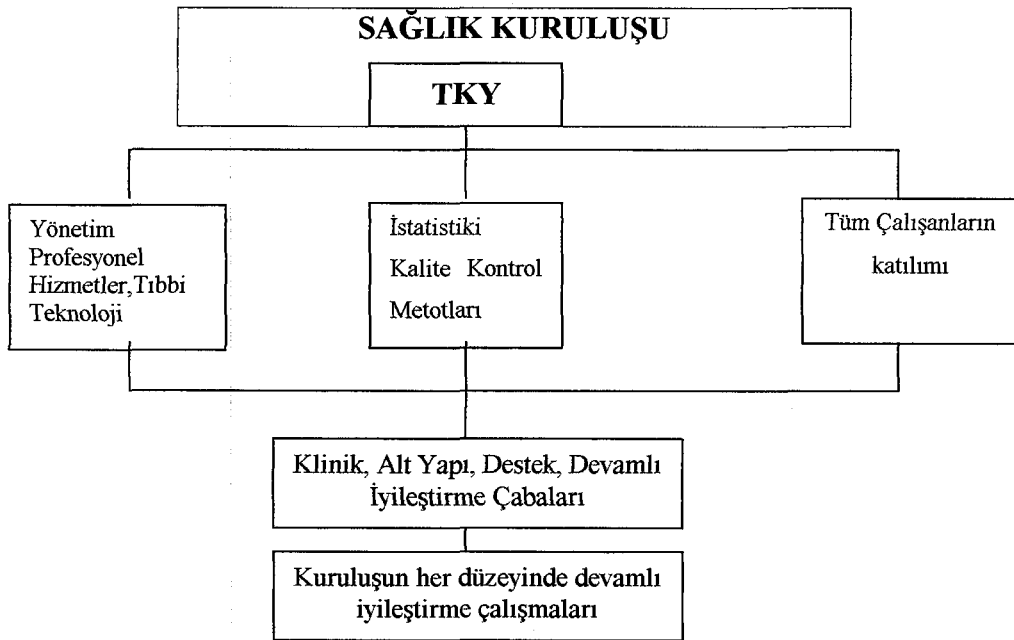 SAĞLIK KURULUŞU
TKY
Yönetim
Profesyonel
Hizmetler,Tıbbi
Teknoloji
İstatistiki
Kalite Kontrol
Metotları
Tüm Çalışanların
katılımı
Klinik, Alt Yapı, Destek, Devamlı
İyileştirme Çabaları
Kuruluşun her düzeyinde devamlı
iyileştirme çalışmaları